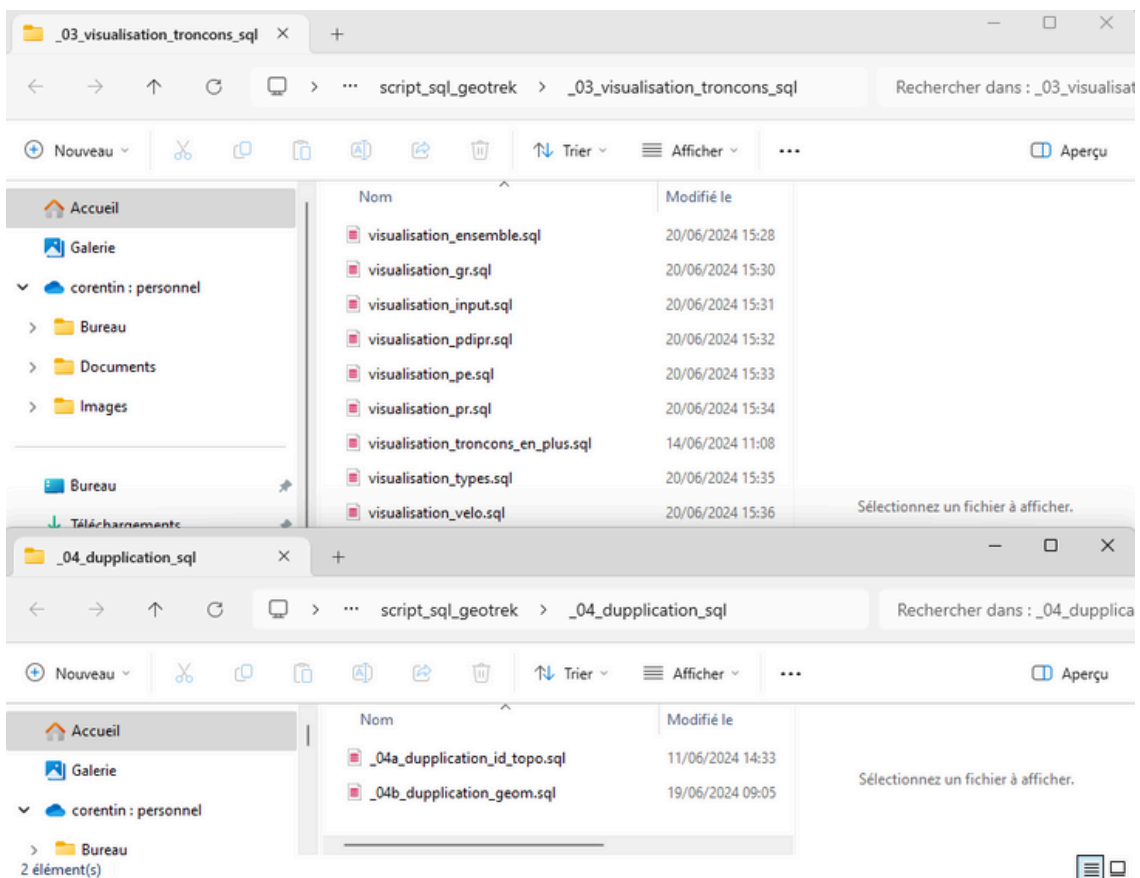 _03_visualisation_troncons_sql
... script_sql_geotrek > _03_visualisation_troncons_sql Rechercher dans : _03_visualisat
Nouveau Trier Afficher ... Aperçu
Nom Modifié le
Accueil
Galerie
corentin : personnel
Bureau
Documents
Images
Bureau
Téléchargements
visualisation_ensemble.sql 20/06/2024 15:28
visualisation_gr.sql 20/06/2024 15:30
visualisation_input.sql 20/06/2024 15:31
visualisation_pdipr.sql 20/06/2024 15:32
visualisation_pe.sql 20/06/2024 15:33
visualisation_pr.sql 20/06/2024 15:34
visualisation_troncons_en_plus.sql 14/06/2024 11:08
visualisation_types.sql 20/06/2024 15:35
visualisation_velo.sql 20/06/2024 15:36
Sélectionnez un fichier à afficher.
_04_dupplication_sql
... script_sql_geotrek > _04_dupplication_sql Rechercher dans : _04_dupplica
Nouveau Trier Afficher ... Aperçu
Nom Modifié le
Accueil
Galerie
corentin : personnel
Bureau
_04a_dupplication_id_topo.sql 11/06/2024 14:33
_04b_dupplication_geom.sql 19/06/2024 09:05
Sélectionnez un fichier à afficher.
2 élément(s)